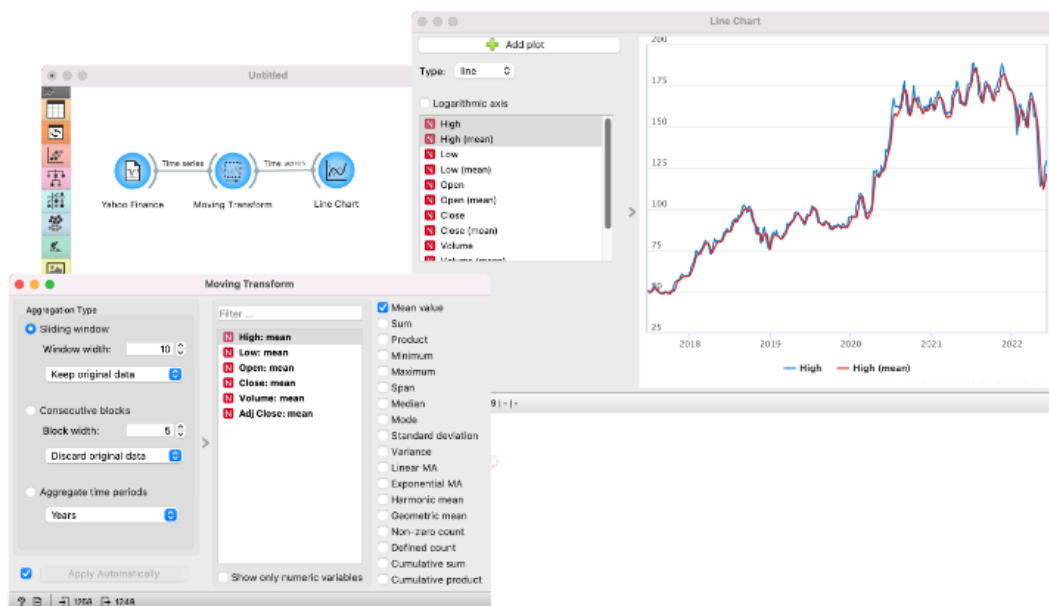 Line Chart
Add plot
Type:
line
Logarithmic axis
High
High (mean)
Low
Low (mean)
Open
Open (mean)
Close
Close (mean)
Volume
Volume (mean)
200
175
150
125
100
75
50
25
2018
2019
2020
2021
2022
High
High (mean)
Untitled
Time series
Time series
Yahoo Finance
Moving Transform
Line Chart
Moving Transform
Aggregation Type
Sliding window
Window width:
10
Keep original data
Consecutive blocks
Block width:
5
Discard original data
Aggregate time periods
Years
Apply Automatically
Filter ...
High: mean
Low: mean
Open: mean
Close: mean
Volume: mean
Adj Close: mean
Show only numeric variables
Mean value
Sum
Product
Minimum
Maximum
Span
Median
Mode
Standard deviation
Variance
Linear MA
Exponential MA
Harmonic mean
Geometric mean
Non-zero count
Defined count
Cumulative sum
Cumulative product
? 1258 1249